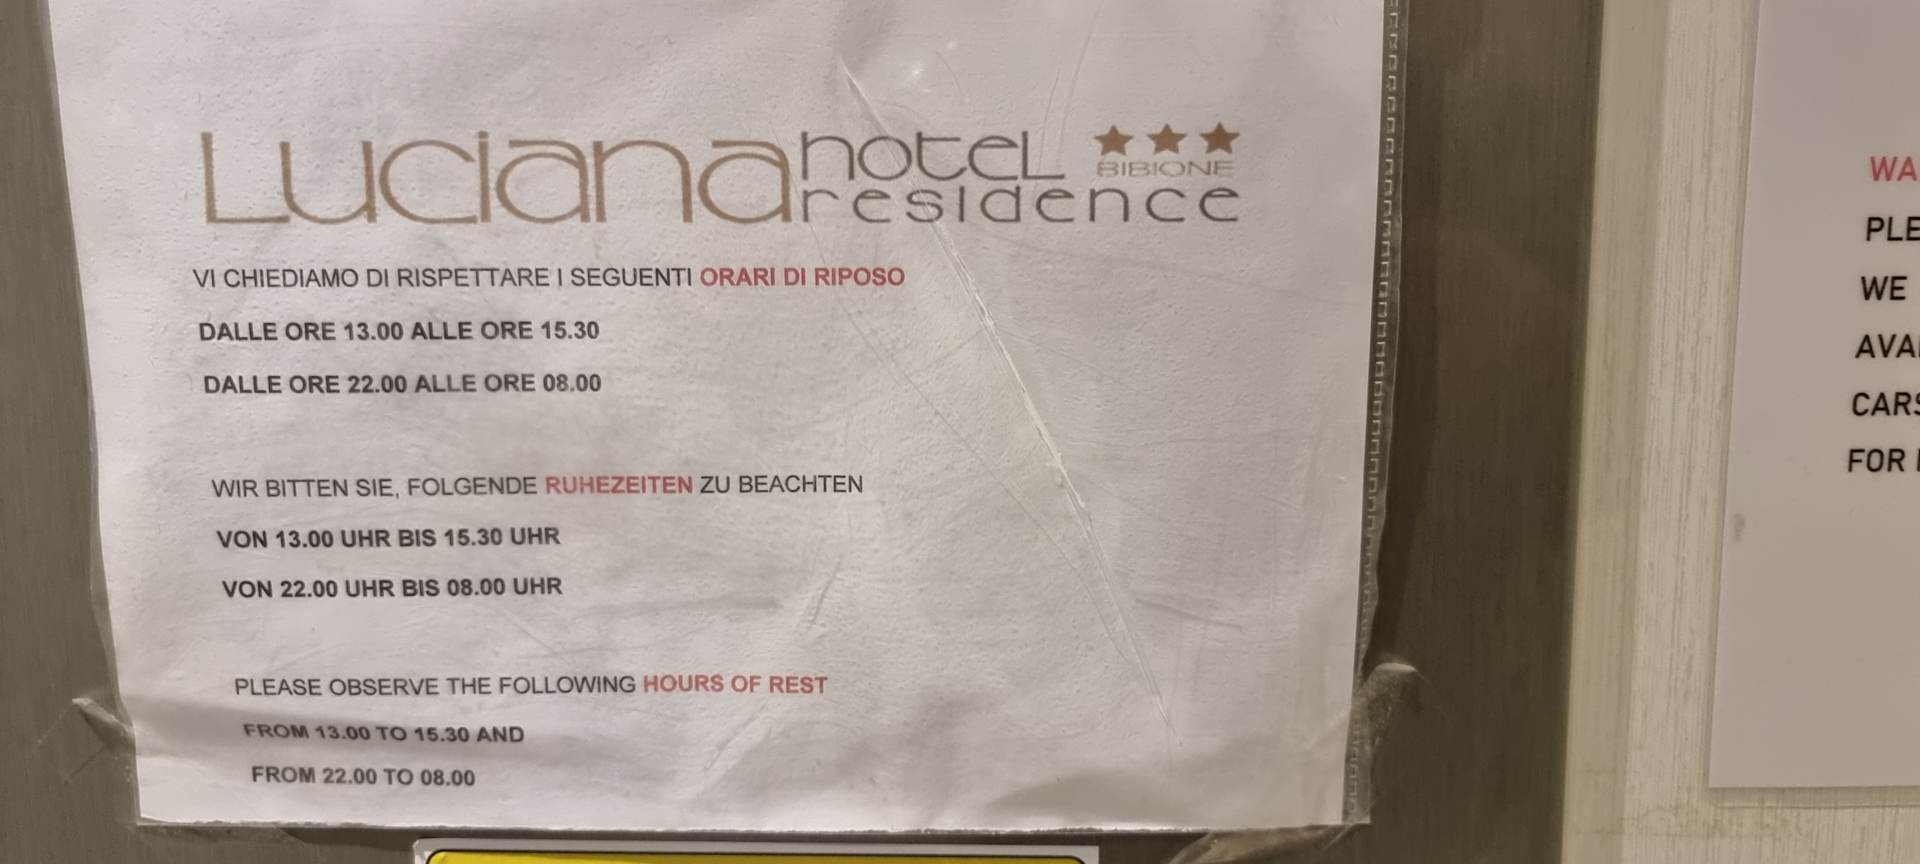 Luciana hotel residence
BIBIONE
VI CHIEDIAMO DI RISPETTARE I SEGUENTI ORARI DI RIPOSO
DALLE ORE 13.00 ALLE ORE 15.30
DALLE ORE 22.00 ALLE ORE 08.00
WIR BITTEN SIE, FOLGENDE RUHEZEITEN ZU BEACHTEN
VON 13.00 UHR BIS 15.30 UHR
VON 22.00 UHR BIS 08.00 UHR
PLEASE OBSERVE THE FOLLOWING HOURS OF REST
FROM 13.00 TO 15.30 AND
FROM 22.00 TO 08.00
WE
FOR